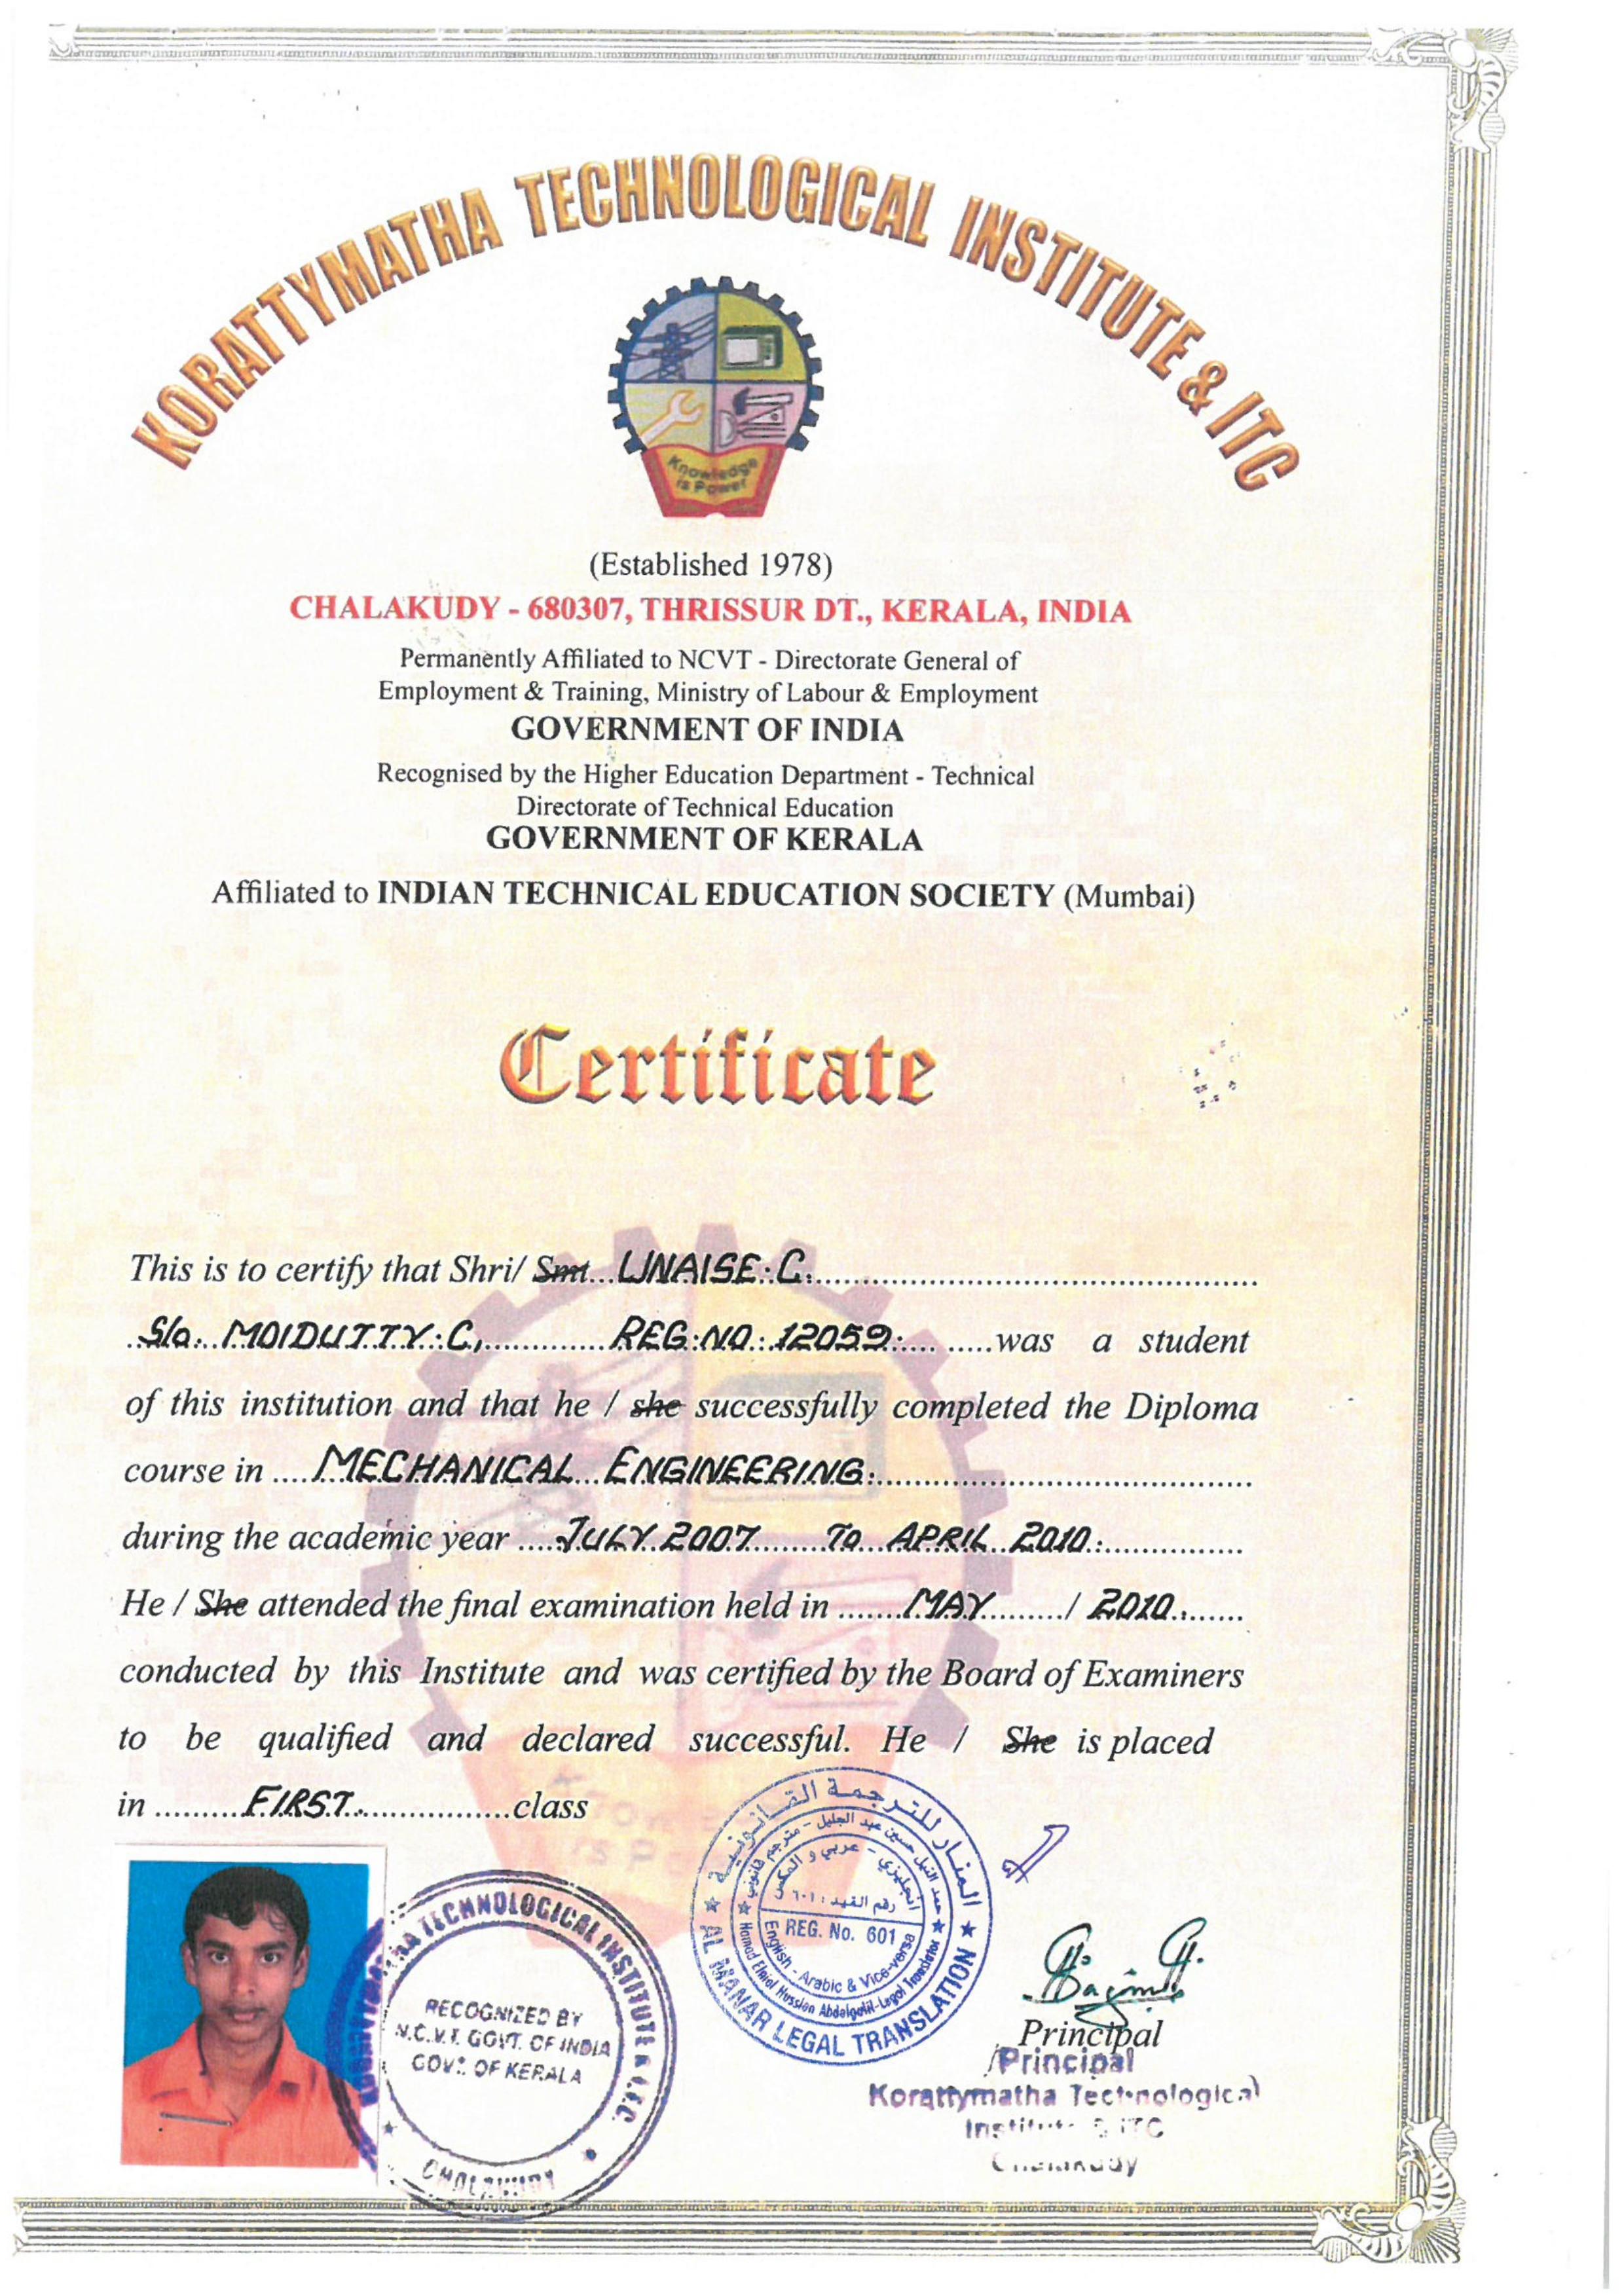 KORATTYMATHA TECHNOLOGICAL INSTITUTE & ITC
Knowledge
is Power
(Established 1978)
CHALAKUDY - 680307, THRISSUR DT., KERALA, INDIA
Permanently Affiliated to NCVT - Directorate General of
Employment & Training, Ministry of Labour & Employment
GOVERNMENT OF INDIA
Recognised by the Higher Education Department - Technical
Directorate of Technical Education
GOVERNMENT OF KERALA
Affiliated to INDIAN TECHNICAL EDUCATION SOCIETY (Mumbai)
Certificate
This is to certify that Shri/ Smt...UNAISE.C.
S/o. MOIDUTTY.C, REG.NO. 12059. was a student
of this institution and that he / she successfully completed the Diploma
course in ....MECHANICAL ENGINEERING.
during the academic year ....JULY 2007 TO APRIL 2010.
He / She attended the final examination held in .......MAY........./ 2010.
conducted by this Institute and was certified by the Board of Examiners
to be qualified and declared successful. He / She is placed
in .........FIRST.................class
المنار للترجمة القانونية
حمد النيل حسين عبد الجليل - مترجم قانوني
انجليزي - عربي و العكس
رقم القيد : ٦٠١
REG. No. 601
English - Arabic & Vice-versa
Hamad Elniel Hussien Abdelgalil-Legal Translator
AL MANAR LEGAL TRANSLATION
KORATTYMATHA TECHNOLOGICAL INSTITUTE & I.T.C.
RECOGNIZED BY
N.C.V.T. GOVT. OF INDIA
GOVT. OF KERALA
CHALAKUDY
Principal
Principal
Korattymatha Technological
Institute & ITC
Chalakudy